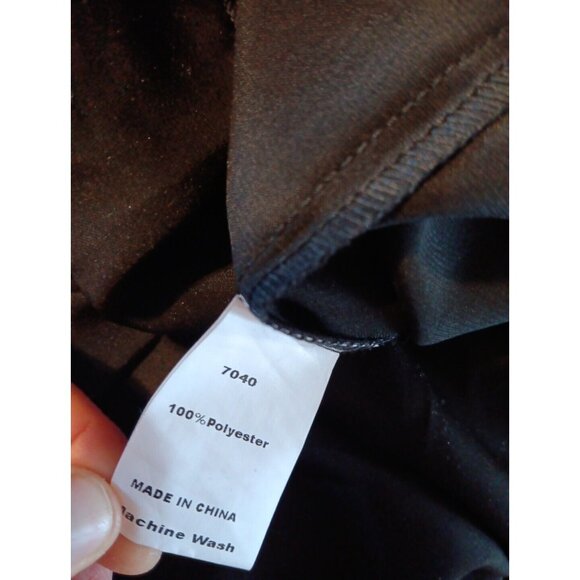 7040
100%Polyester
MADE IN CHINA
Machine Wash